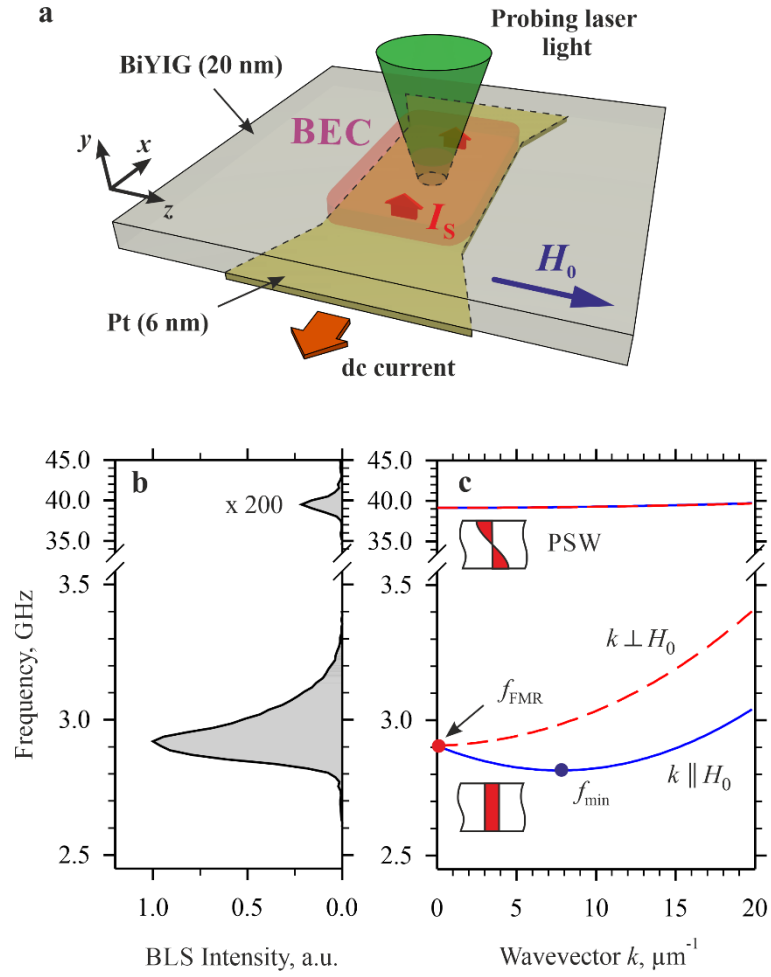 a
Probing laser
light
BiYIG (20 nm)
BEC
y
x
z
I_S
H_0
Pt (6 nm)
dc current
b
c
45.0
40.0
35.0
3.5
3.0
2.5
x 200
45.0
40.0
35.0
PSW
3.5
k ⊥ H_0
f_FMR
3.0
k ∥ H_0
f_min
2.5
Frequency, GHz
1.0 0.5 0.0
0 5 10 15 20
BLS Intensity, a.u.
Wavevector k, µm⁻¹